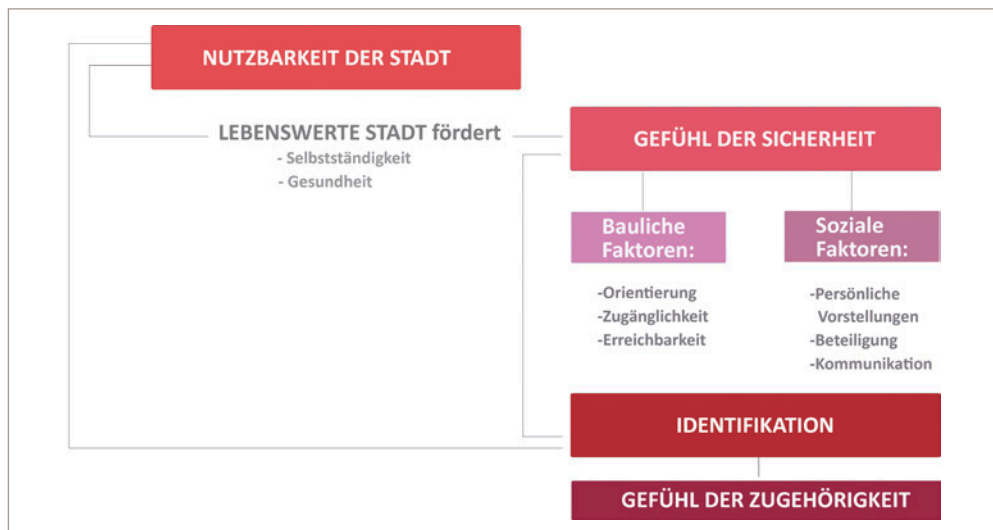 NUTZBARKEIT DER STADT
LEBENSWERTE STADT fördert
- Selbstständigkeit
- Gesundheit
GEFÜHL DER SICHERHEIT
Bauliche
Faktoren:
-Orientierung
-Zugänglichkeit
-Erreichbarkeit
Soziale
Faktoren:
-Persönliche
Vorstellungen
-Beteiligung
-Kommunikation
IDENTIFIKATION
GEFÜHL DER ZUGEHÖRIGKEIT